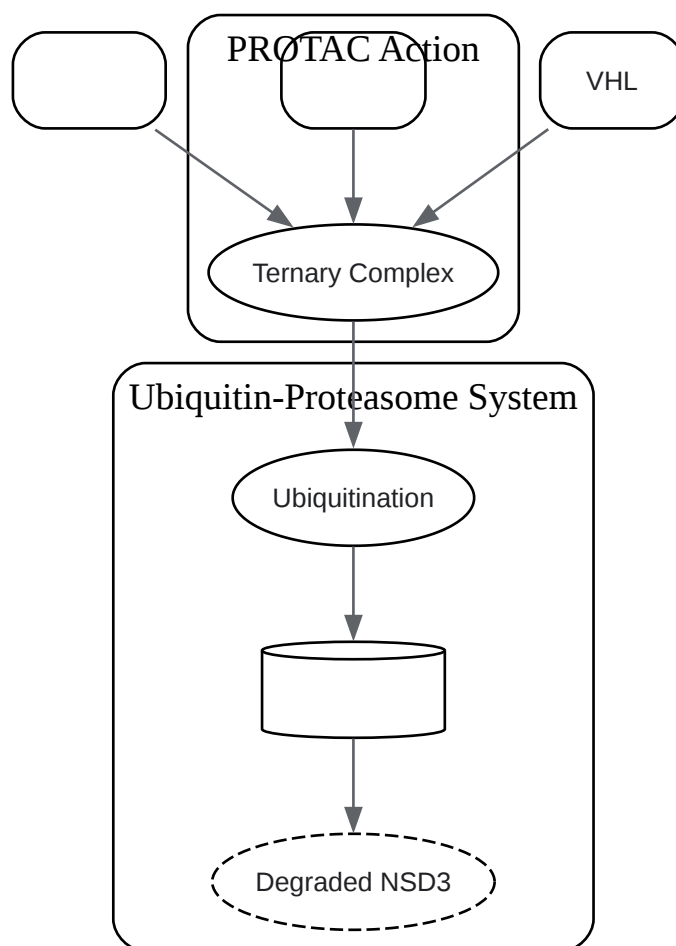 PROTAC Action
VHL
Ternary Complex
Ubiquitin-Proteasome System
Ubiquitination
Degraded NSD3